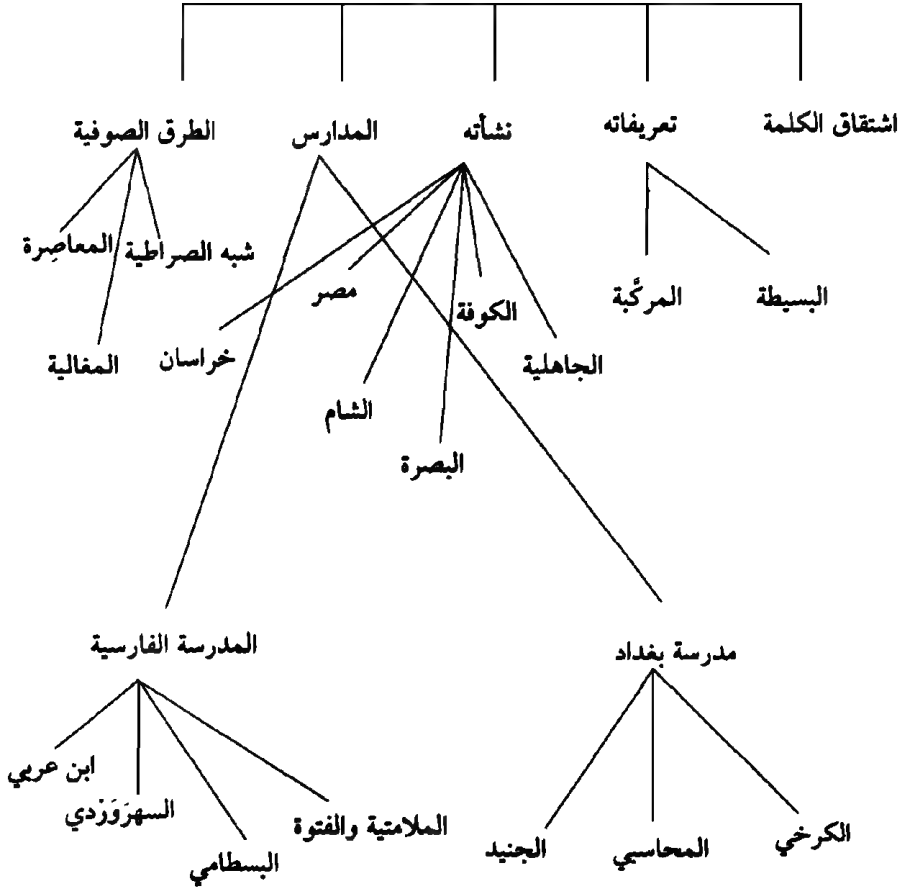 اشتقاق الكلمة
تعريفاته
نشأته
المدارس
الطرق الصوفية
البسيطة
المركَّبة
الجاهلية
الكوفة
البصرة
الشام
مصر
خراسان
شبه الصراطية
المغالية
المعاصِرة
مدرسة بغداد
المدرسة الفارسية
الكرخي
المحاسبي
الجنيد
الملامتية والفتوة
البسطامي
السهرَوَرْدي
ابن عربي